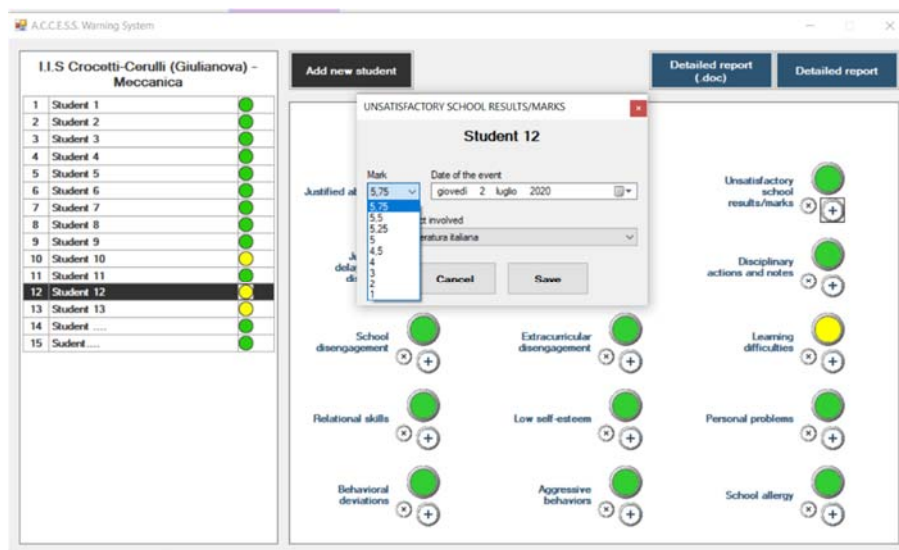 A.C.C.E.S.S. Warning System
I.I.S Crocetti-Cerulli (Giulianova) -
Meccanica
1 Student 1
2 Student 2
3 Student 3
4 Student 4
5 Student 5
6 Student 6
7 Student 7
8 Student 8
9 Student 9
10 Student 10
11 Student 11
12 Student 12
13 Student 13
14 Student ....
15 Sudent ....
Add new student
Detailed report
(.doc)
Detailed report
UNSATISFACTORY SCHOOL RESULTS/MARKS
Student 12
Mark
Date of the event
5,75
giovedì 2 luglio 2020
5,75
5,5
5,25
5
4,5
4
3
2
1
involved
italiana
Cancel
Save
Justified
Unsatisfactory
school
results/marks
Disciplinary
actions and notes
School
disengagement
Extracurricular
disengagement
Learning
difficulties
Relational skills
Low self-esteem
Personal problems
Behavioral
deviations
Aggressive
behaviors
School allergy